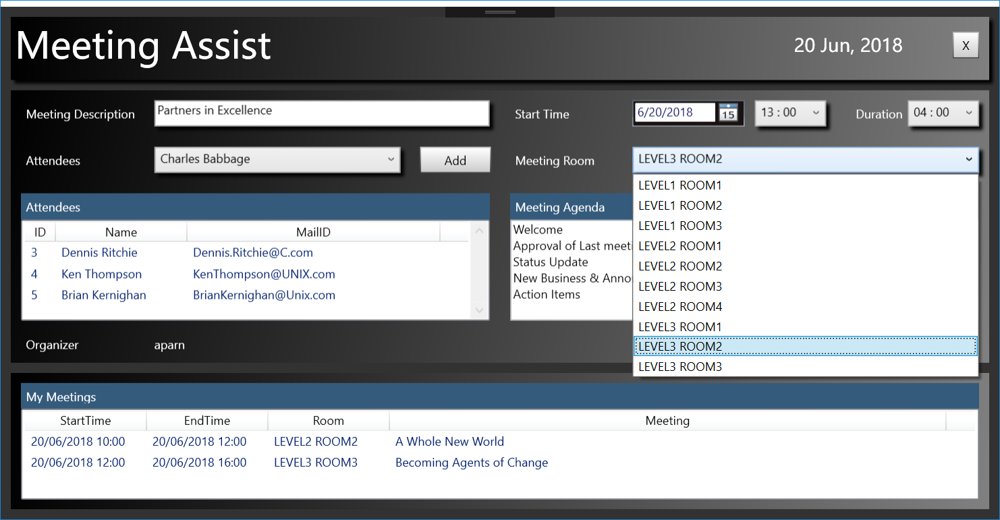 Meeting Assist
20 Jun, 2018
X
Meeting Description
Partners in Excellence
Start Time
6/20/2018
15
13 : 00
Duration
04 : 00
Attendees
Charles Babbage
Add
Meeting Room
LEVEL3 ROOM2
LEVEL1 ROOM1
LEVEL1 ROOM2
LEVEL1 ROOM3
LEVEL2 ROOM1
LEVEL2 ROOM2
LEVEL2 ROOM3
LEVEL2 ROOM4
LEVEL3 ROOM1
LEVEL3 ROOM2
LEVEL3 ROOM3
Attendees
ID Name MailID
3 Dennis Ritchie Dennis.Ritchie@C.com
4 Ken Thompson KenThompson@UNIX.com
5 Brian Kernighan BrianKernighan@Unix.com
Meeting Agenda
Welcome
Approval of Last meeti
Status Update
New Business & Anno
Action Items
Organizer aparn
My Meetings
StartTime EndTime Room Meeting
20/06/2018 10:00 20/06/2018 12:00 LEVEL2 ROOM2 A Whole New World
20/06/2018 12:00 20/06/2018 16:00 LEVEL3 ROOM3 Becoming Agents of Change